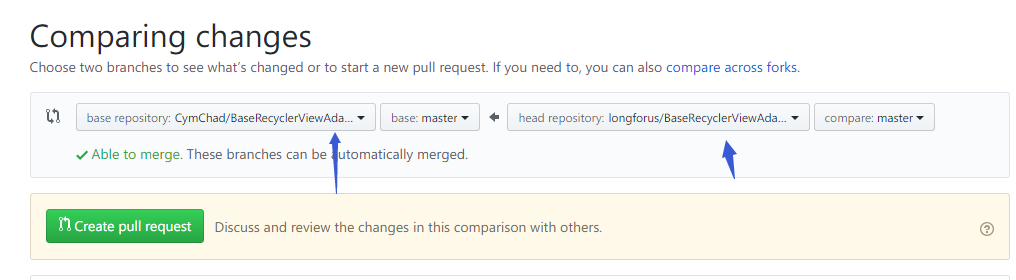 Comparing changes
Choose two branches to see what's changed or to start a new pull request. If you need to, you can also compare across forks.
base repository: CymChad/BaseRecyclerViewAda... base: master head repository: longforus/BaseRecyclerViewAda... compare: master
Able to merge. These branches can be automatically merged.
Create pull request Discuss and review the changes in this comparison with others.